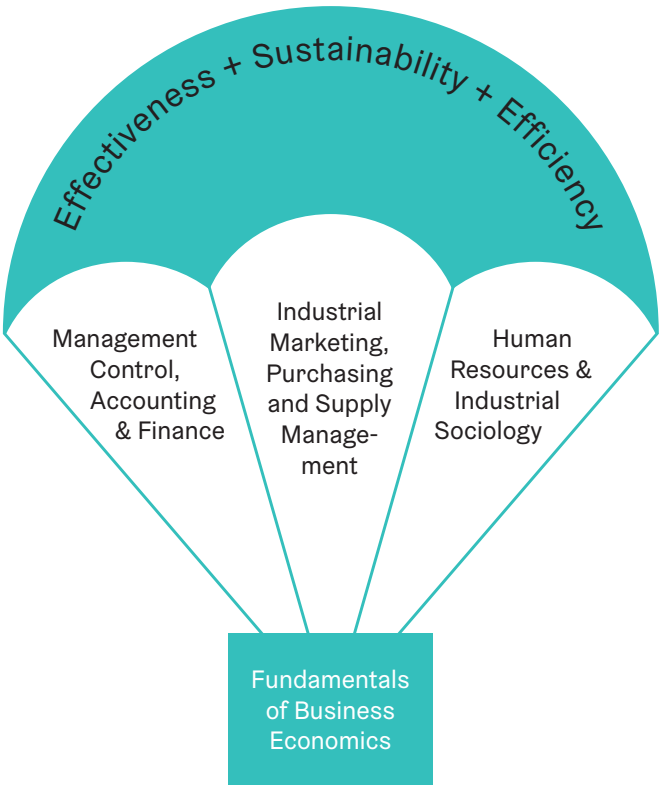 Effectiveness + Sustainability + Efficiency
Management
Control,
Accounting
& Finance
Industrial
Marketing,
Purchasing
and Supply
Manage-
ment
Human
Resources &
Industrial
Sociology
Fundamentals
of Business
Economics